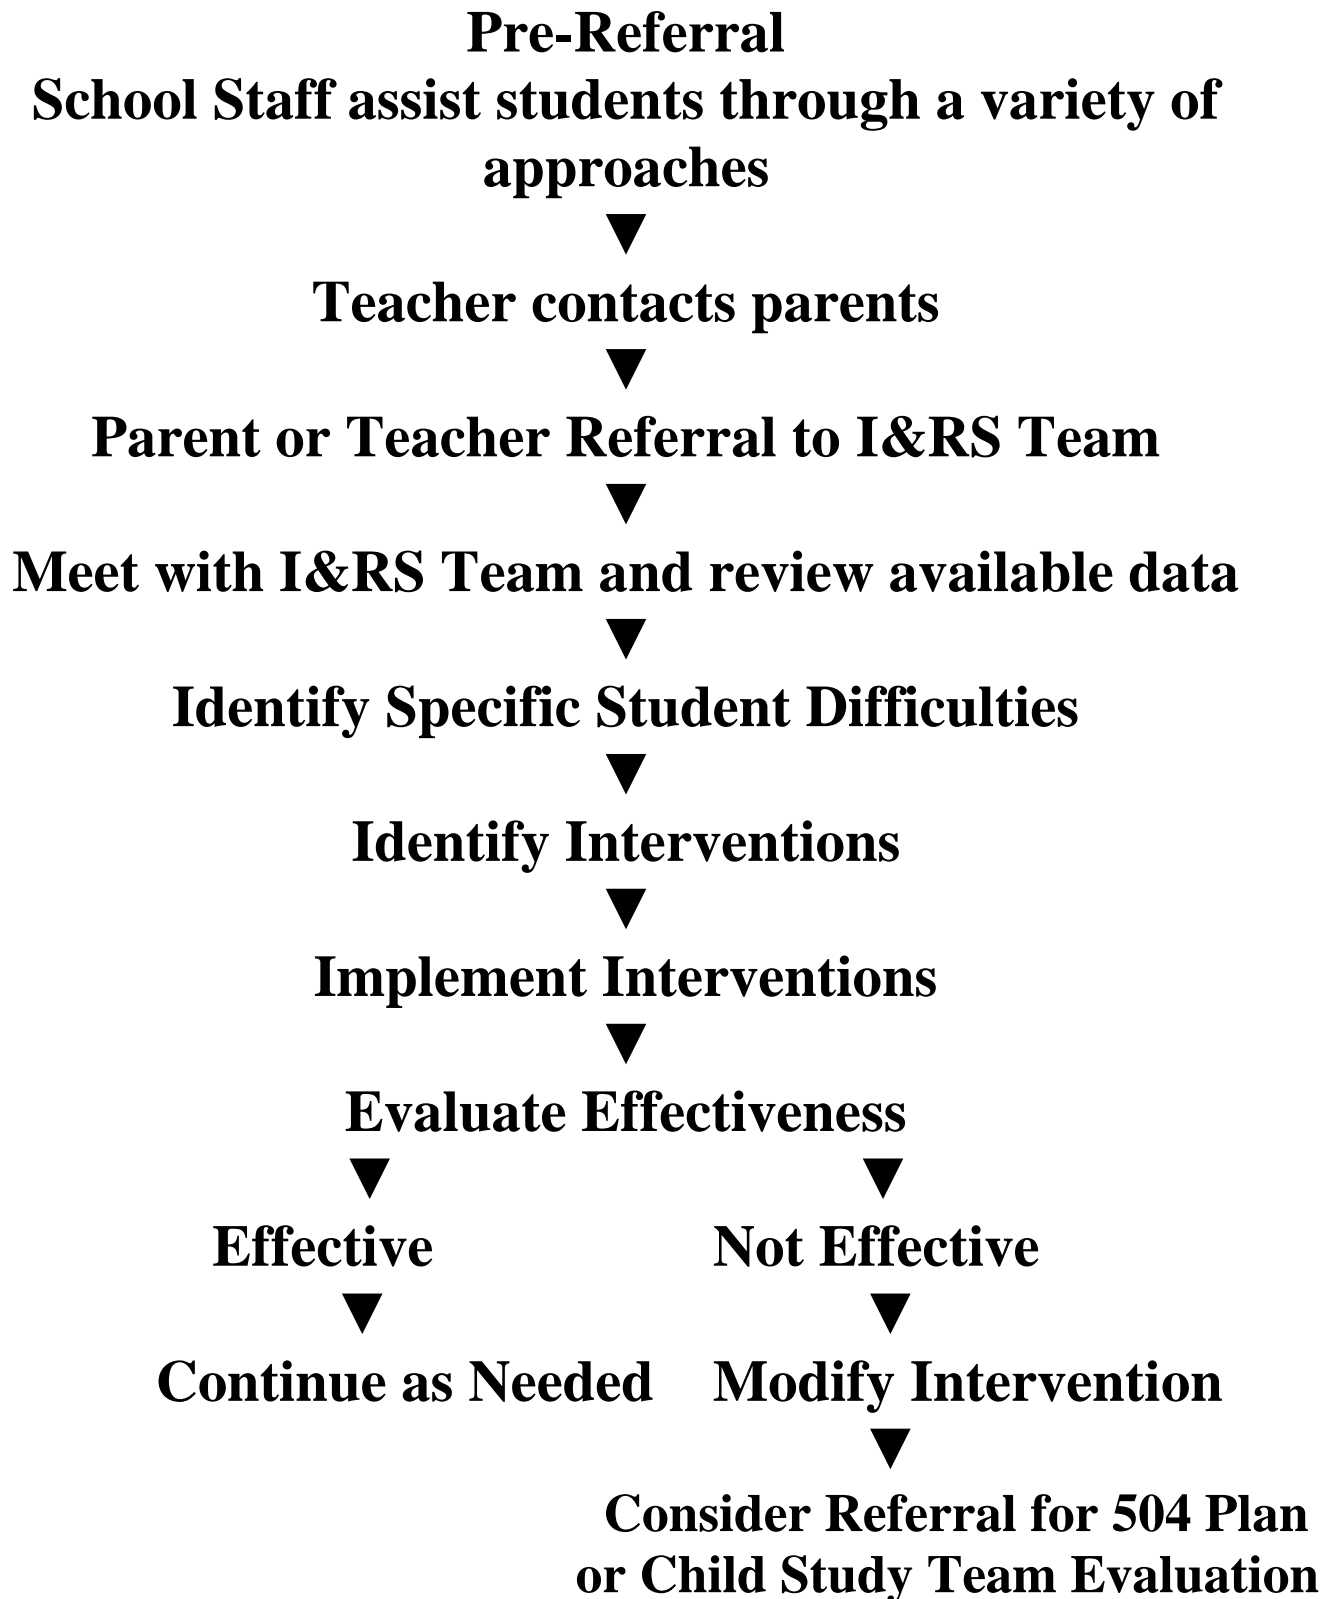 Pre-Referral
School Staff assist students through a variety of
approaches
▼
Teacher contacts parents
▼
Parent or Teacher Referral to I&RS Team
▼
Meet with I&RS Team and review available data
▼
Identify Specific Student Difficulties
▼
Identify Interventions
▼
Implement Interventions
▼
Evaluate Effectiveness
▼ ▼
Effective Not Effective
▼ ▼
Continue as Needed Modify Intervention
▼
Consider Referral for 504 Plan
or Child Study Team Evaluation